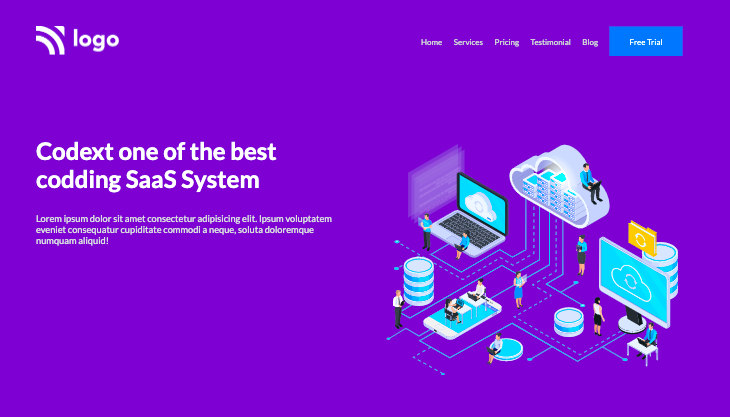 logo
Home Services Pricing Testimonial Blog Free Trial
Codext one of the best
codding SaaS System
Lorem ipsum dolor sit amet consectetur adipisicing elit. Ipsum voluptatem
eveniet consequatur cupiditate commodi a neque, soluta doloremque
numquam aliquid!